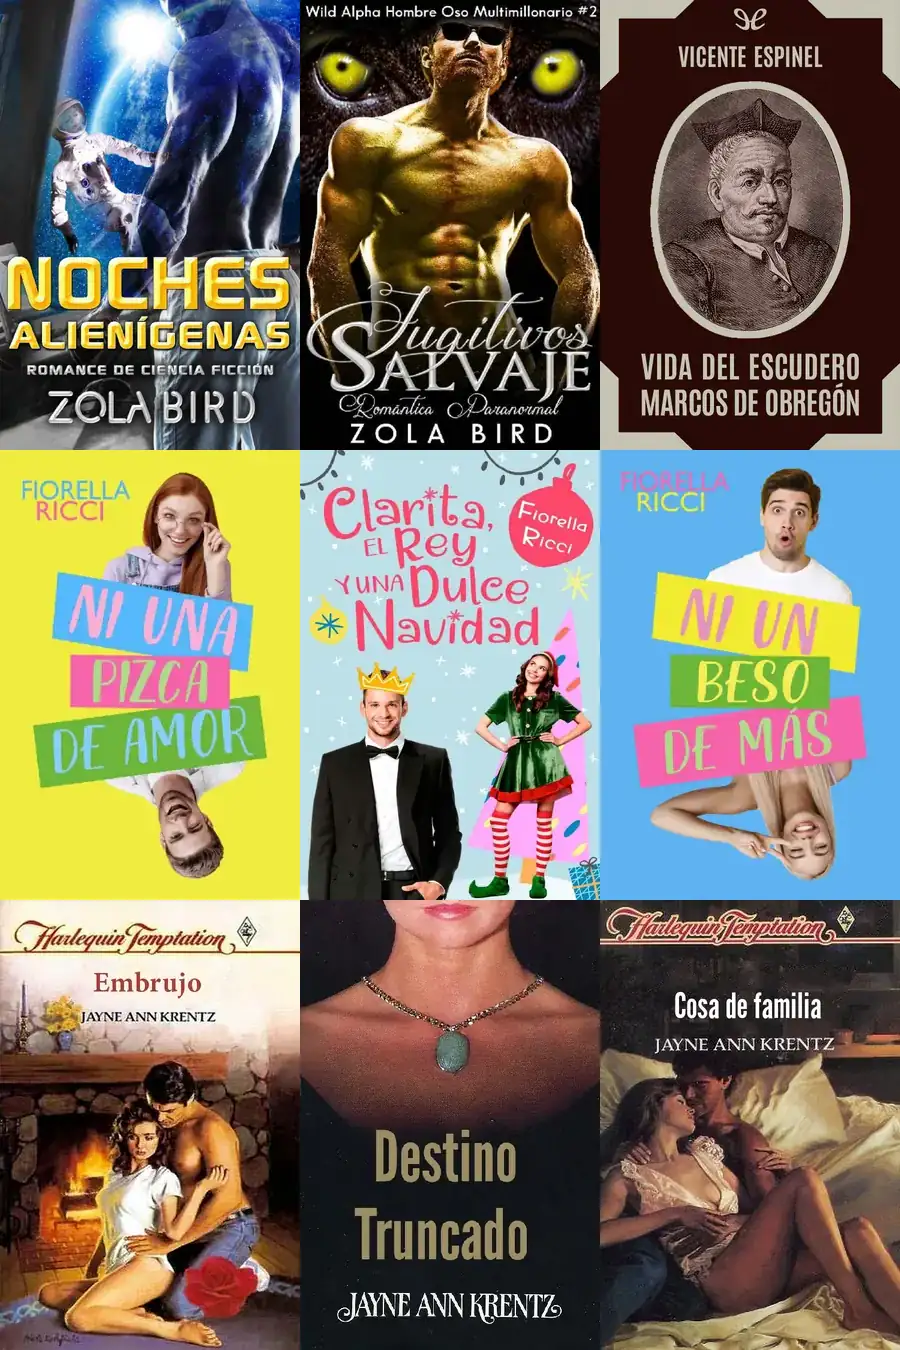 NOCHES
ALIENÍGENAS
ROMANCE DE CIENCIA FICCIÓN
ZOLA BIRD
Wild Alpha Hombre Oso Multimillonario #2
Fugitivos
SALVAJE
Romántica Paranormal
ZOLA BIRD
VICENTE ESPINEL
VIDA DEL ESCUDERO
MARCOS DE OBREGÓN
FIORELLA
RICCI
NI UNA
PIZCA
DE AMOR
Clarita,
EL Rey
Y UNA Dulce
Navidad
Fiorella
Ricci
FIORELLA
RICCI
NI UN
BESO
DE MÁS
Harlequin Temptation
Embrujo
JAYNE ANN KRENTZ
Destino
Truncado
JAYNE ANN KRENTZ
Harlequin Temptation
Cosa de familia
JAYNE ANN KRENTZ